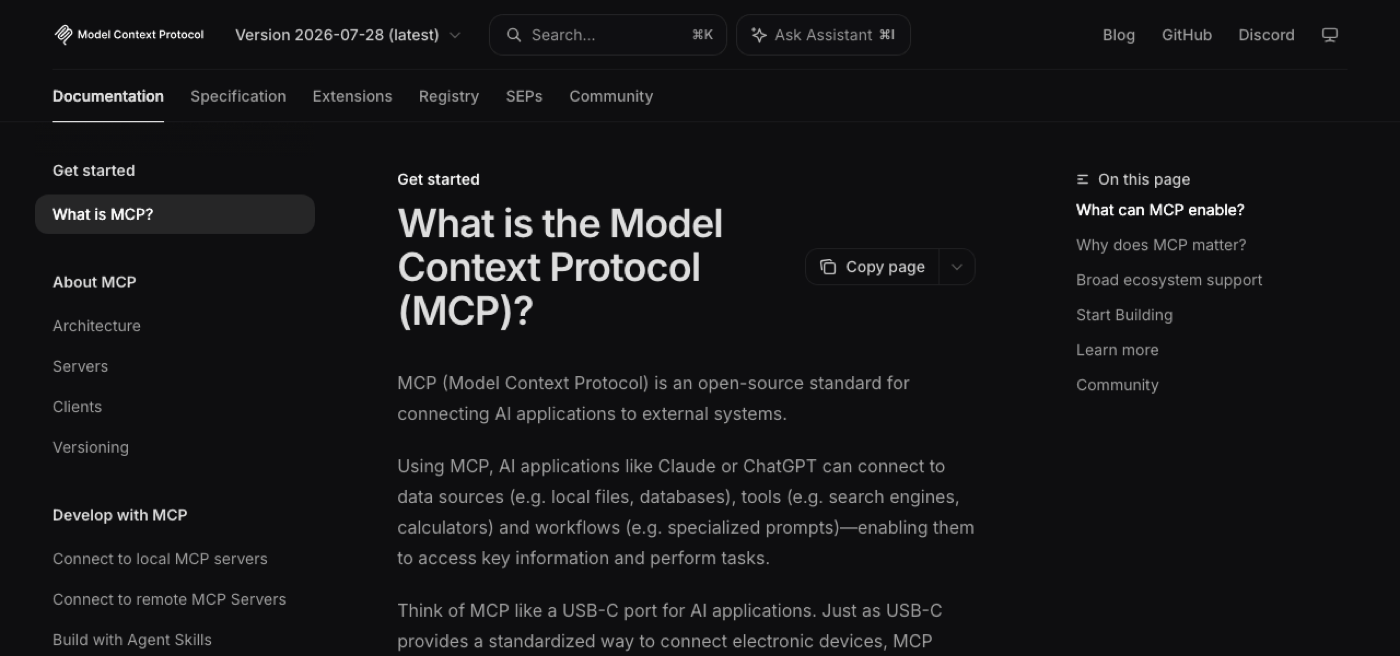 Model Context Protocol
Version 2026-07-28 (latest)
Search...
⌘K
Ask Assistant ⌘I
Blog
GitHub
Discord
Documentation
Specification
Extensions
Registry
SEPs
Community
Get started
What is MCP?
About MCP
Architecture
Servers
Clients
Versioning
Develop with MCP
Connect to local MCP servers
Connect to remote MCP Servers
Build with Agent Skills
Get started
What is the Model
Context Protocol
(MCP)?
Copy page
MCP (Model Context Protocol) is an open-source standard for
connecting AI applications to external systems.
Using MCP, AI applications like Claude or ChatGPT can connect to
data sources (e.g. local files, databases), tools (e.g. search engines,
calculators) and workflows (e.g. specialized prompts)—enabling them
to access key information and perform tasks.
Think of MCP like a USB-C port for AI applications. Just as USB-C
provides a standardized way to connect electronic devices, MCP
On this page
What can MCP enable?
Why does MCP matter?
Broad ecosystem support
Start Building
Learn more
Community